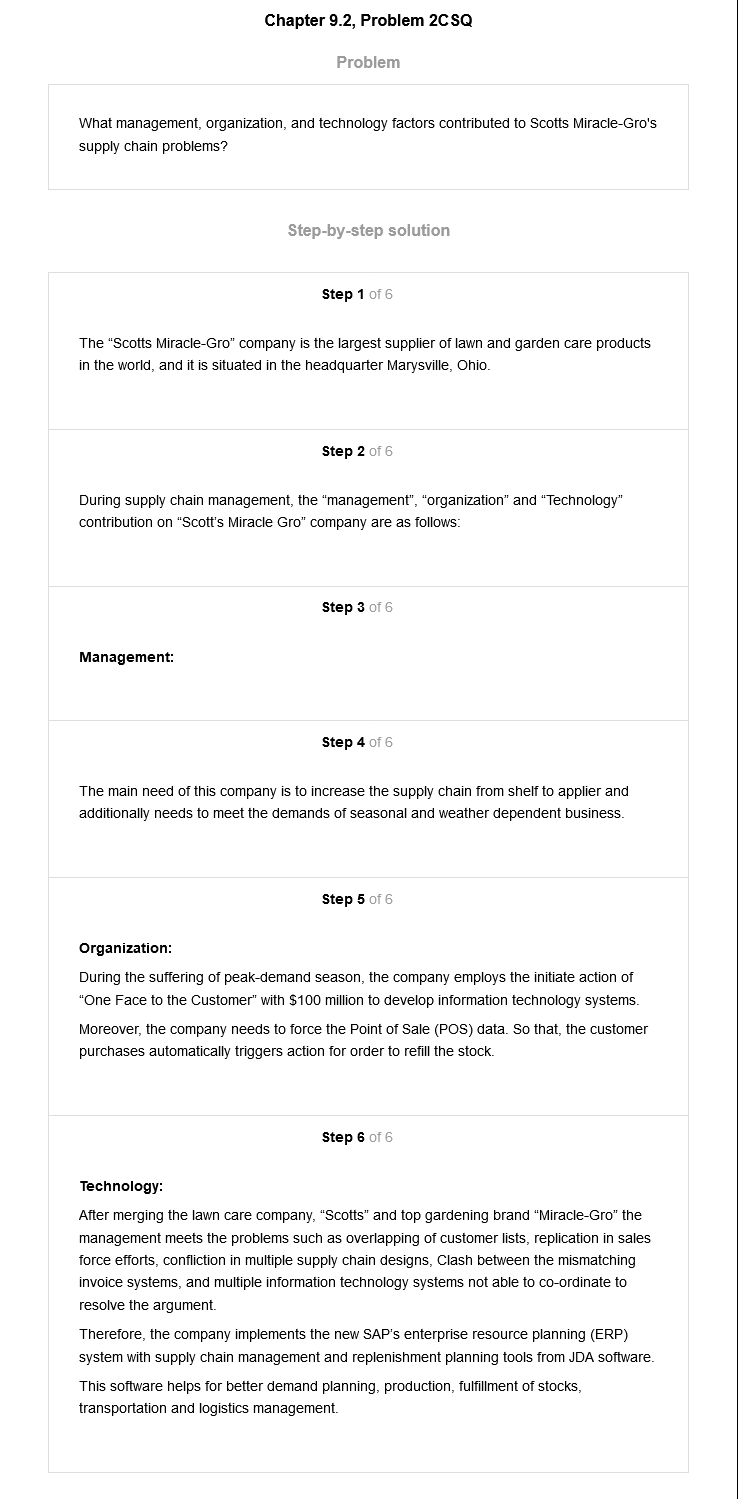 Chapter 9.2, Problem 2CSQ
Problem
What management, organization, and technology factors contributed to Scotts Miracle-Gro's
supply chain problems?
Step-by-step solution
Step 1 of 6
The “Scotts Miracle-Gro” company is the largest supplier of lawn and garden care products
in the world, and it is situated in the headquarter Marysville, Ohio.
Step 2 of 6
During supply chain management, the “management”, “organization” and “Technology”
contribution on “Scott’s Miracle Gro” company are as follows:
Step 3 of 6
Management:
Step 4 of 6
The main need of this company is to increase the supply chain from shelf to applier and
additionally needs to meet the demands of seasonal and weather dependent business.
Step 5 of 6
Organization:
During the suffering of peak-demand season, the company employs the initiate action of
“One Face to the Customer” with $100 million to develop information technology systems.
Moreover, the company needs to force the Point of Sale (POS) data. So that, the customer
purchases automatically triggers action for order to refill the stock.
Step 6 of 6
Technology:
After merging the lawn care company, “Scotts” and top gardening brand “Miracle-Gro” the
management meets the problems such as overlapping of customer lists, replication in sales
force efforts, confliction in multiple supply chain designs, Clash between the mismatching
invoice systems, and multiple information technology systems not able to co-ordinate to
resolve the argument.
Therefore, the company implements the new SAP’s enterprise resource planning (ERP)
system with supply chain management and replenishment planning tools from JDA software.
This software helps for better demand planning, production, fulfillment of stocks,
transportation and logistics management.